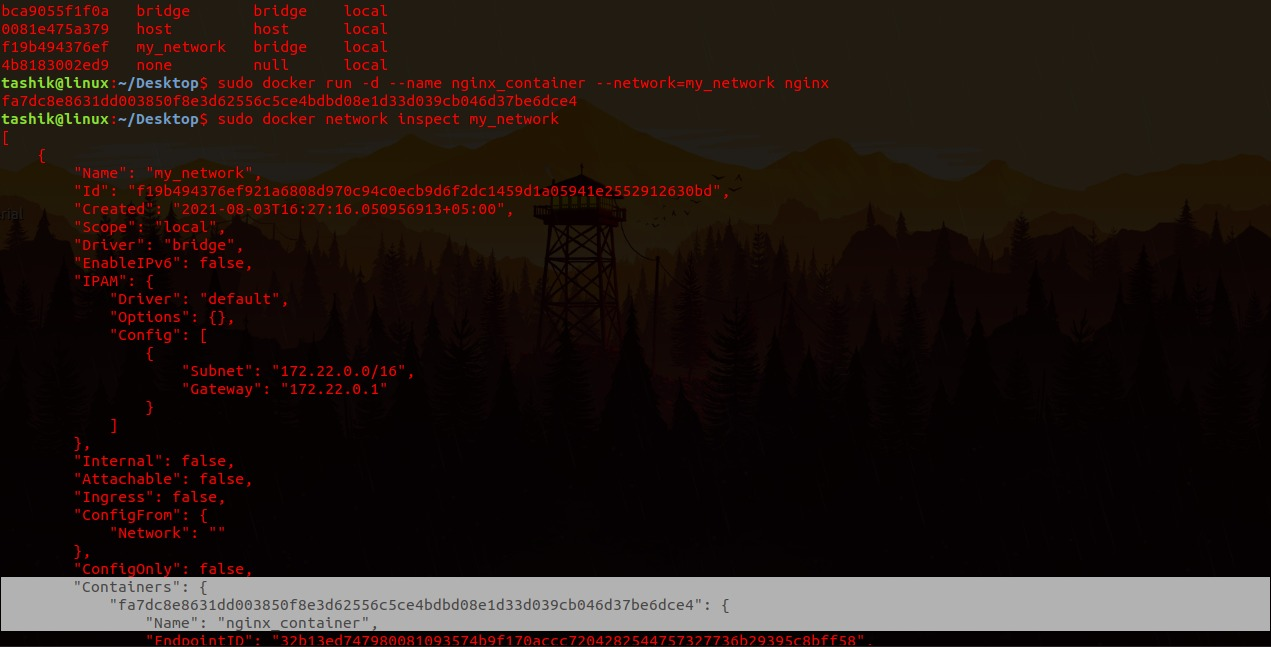 bca9055f1f0a   bridge       bridge    local
0081e475a379   host         host      local
f19b494376ef   my_network   bridge    local
4b8183002ed9   none         null      local
tashik@linux:~/Desktop$ sudo docker run -d --name nginx_container --network=my_network nginx
fa7dc8e8631dd003850f8e3d62556c5ce4bdbd08e1d33d039cb046d37be6dce4
tashik@linux:~/Desktop$ sudo docker network inspect my_network
[
    {
        "Name": "my_network",
        "Id": "f19b494376ef921a6808d970c94c0ecb9d6f2dc1459d1a05941e2552912630bd",
        "Created": "2021-08-03T16:27:16.050956913+05:00",
rial
        "Scope": "local",
        "Driver": "bridge",
        "EnableIPv6": false,
        "IPAM": {
            "Driver": "default",
            "Options": {},
            "Config": [
                {
                    "Subnet": "172.22.0.0/16",
                    "Gateway": "172.22.0.1"
                }
            ]
        },
        "Internal": false,
        "Attachable": false,
        "Ingress": false,
        "ConfigFrom": {
            "Network": ""
        },
        "ConfigOnly": false,
        "Containers": {
            "fa7dc8e8631dd003850f8e3d62556c5ce4bdbd08e1d33d039cb046d37be6dce4": {
                "Name": "nginx_container",
                "EndpointID": "32b13ed747980081093574b9f170accc7204282544757327736b29395c8bff58",